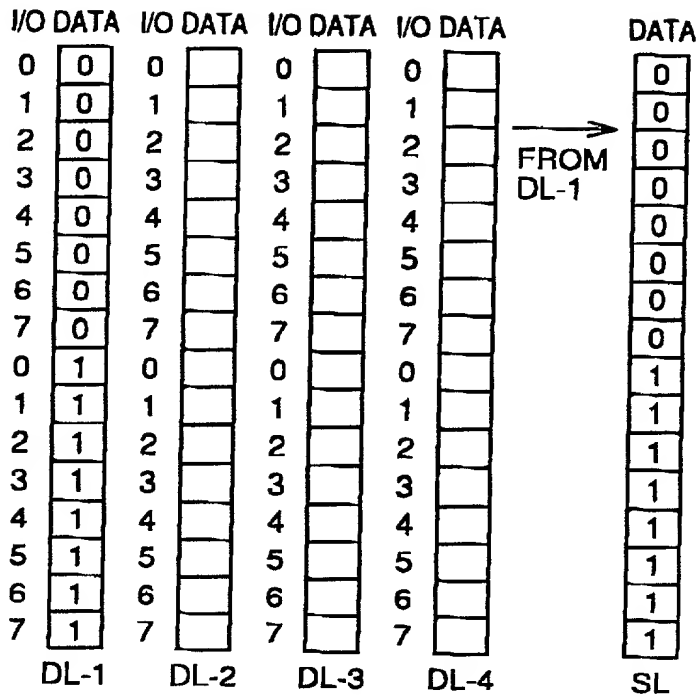 I/O DATA I/O DATA I/O DATA I/O DATA DATA
0 0 0 0 0 0
1 0 1 1 1 0
2 0 2 2 2 0
3 0 3 3 3 0
4 0 4 4 4 0
5 0 5 5 5 0
6 0 6 6 6 0
7 0 7 7 7 0
0 1 0 0 0 1
1 1 1 1 1 1
2 1 2 2 2 1
3 1 3 3 3 1
4 1 4 4 4 1
5 1 5 5 5 1
6 1 6 6 6 1
7 1 7 7 7 1
FROM
DL-1
DL-1 DL-2 DL-3 DL-4 SL